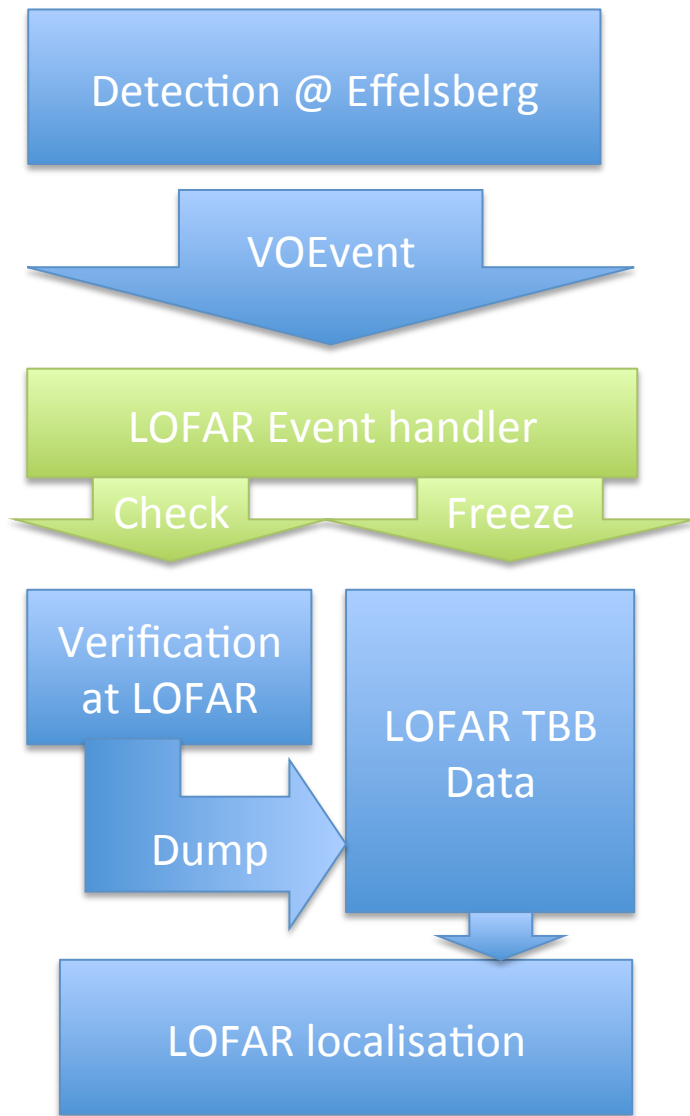 Detection @ Effelsberg
VOEvent
LOFAR Event handler
Check
Freeze
Verification
at LOFAR
LOFAR TBB
Data
Dump
LOFAR localisation